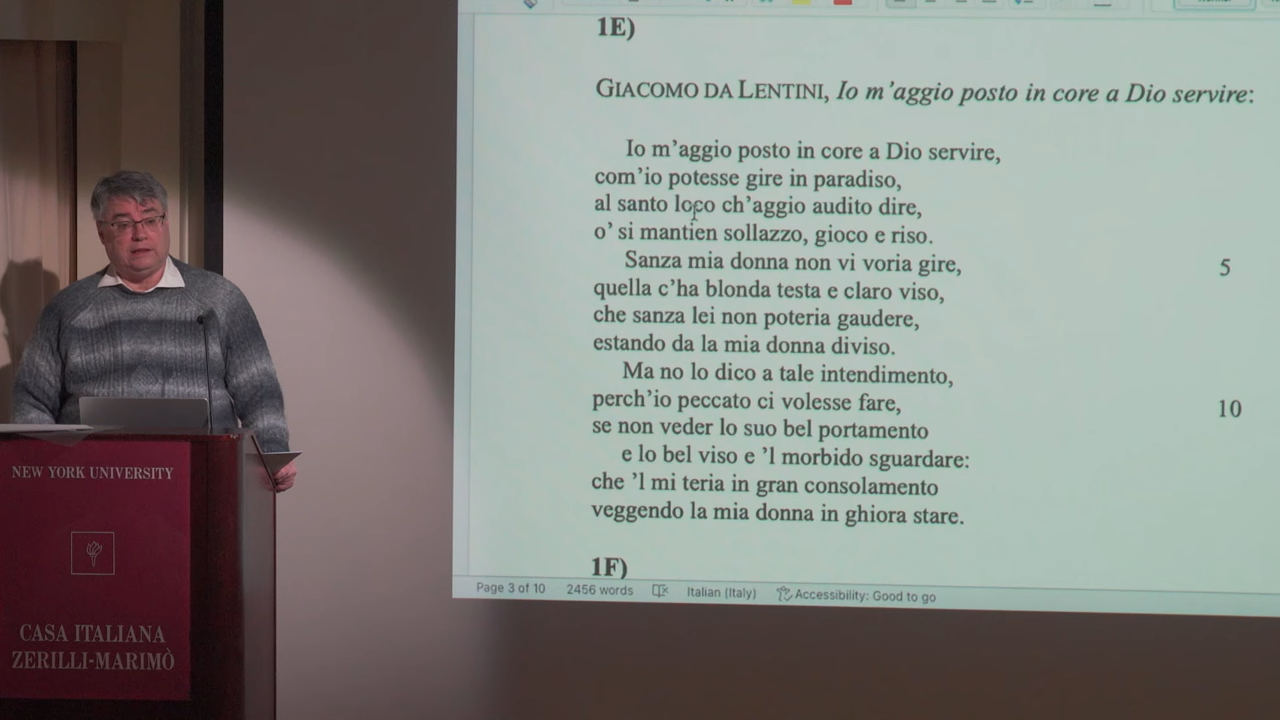 1E)
GIACOMO DA LENTINI, Io m’aggio posto in core a Dio servire:
Io m’aggio posto in core a Dio servire,
com’io potesse gire in paradiso,
al santo loco ch’aggio audito dire,
o’ si mantien sollazzo, gioco e riso.
Sanza mia donna non vi voria gire, 5
quella c’ha blonda testa e claro viso,
che sanza lei non poteria gaudere,
estando da la mia donna diviso.
Ma no lo dico a tale intendimento,
perch’io peccato ci volesse fare, 10
se non veder lo suo bel portamento
e lo bel viso e ’l morbido sguardare:
che ’l mi teria in gran consolamento
veggendo la mia donna in ghiora stare.
1F)
Page 3 of 10 2456 words Italian (Italy) Accessibility: Good to go
NEW YORK UNIVERSITY
CASA ITALIANA
ZERILLI-MARIMÒ